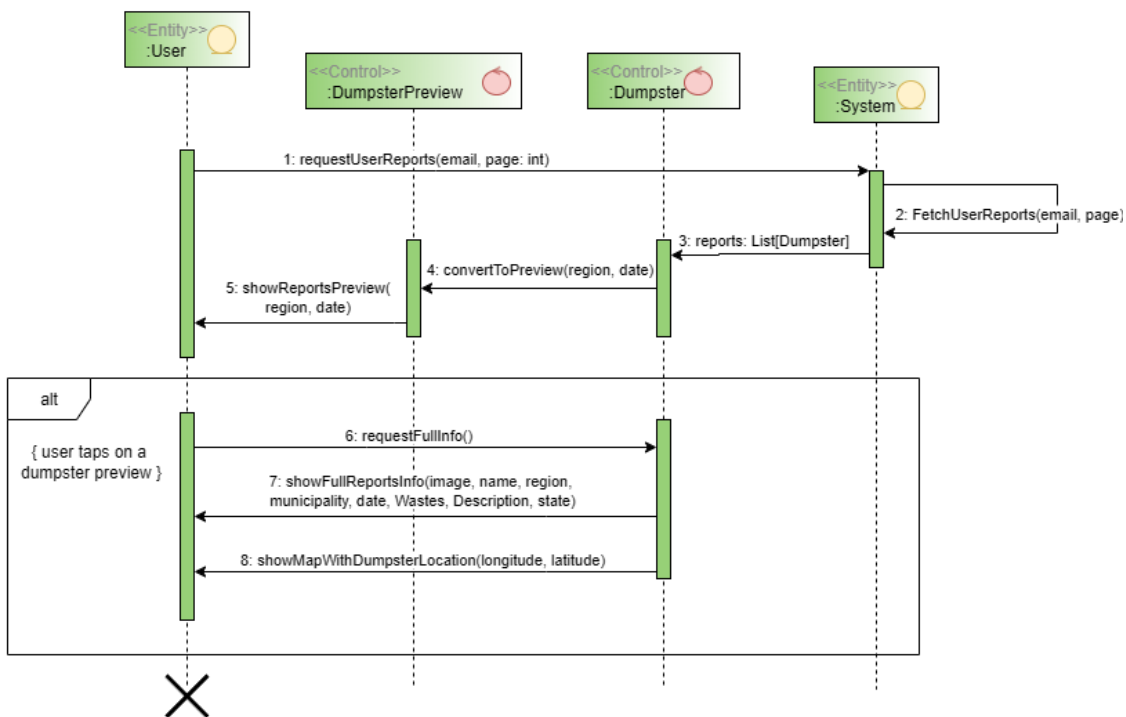 <<Entity>>
:User
<<Control>>
:DumpsterPreview
<<Control>>
:Dumpster
<<Entity>>
:System
1: requestUserReports(email, page: int)
2: FetchUserReports(email, page)
3: reports: List[Dumpster]
4: convertToPreview(region, date)
5: showReportsPreview(
region, date)
alt
{ user taps on a
dumpster preview }
6: requestFullInfo()
7: showFullReportsInfo(image, name, region,
municipality, date, Wastes, Description, state)
8: showMapWithDumpsterLocation(longitude, latitude)